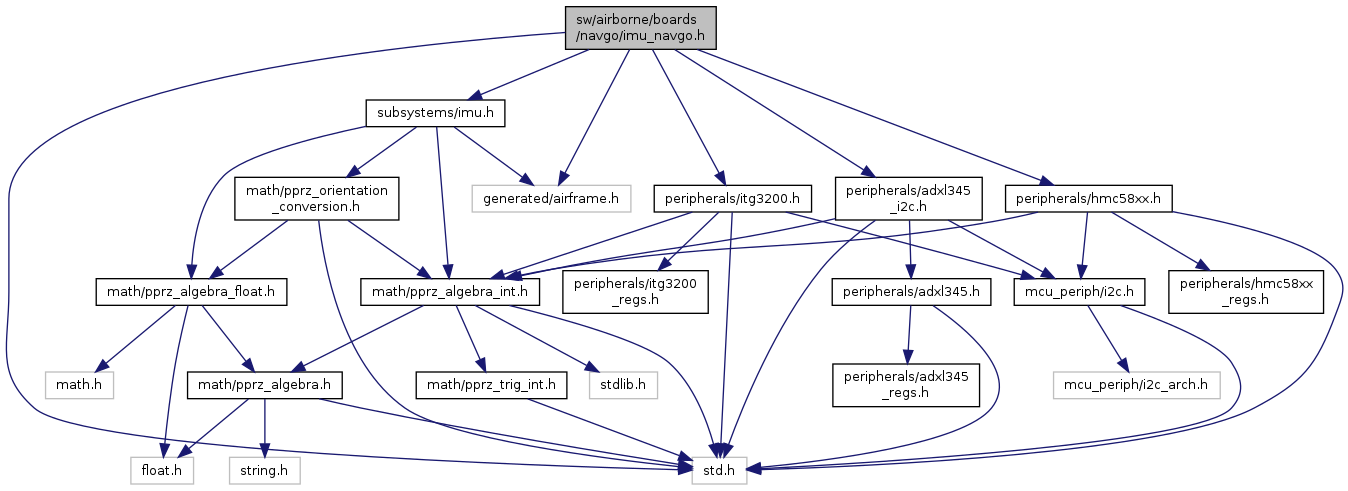 sw/airborne/boards
/navgo/imu_navgo.h
subsystems/imu.h
math/pprz_orientation
_conversion.h
generated/airframe.h
peripherals/itg3200.h
peripherals/adxl345
_i2c.h
peripherals/hmc58xx.h
math/pprz_algebra_float.h
math/pprz_algebra_int.h
peripherals/itg3200
_regs.h
peripherals/adxl345.h
mcu_periph/i2c.h
peripherals/hmc58xx
_regs.h
math.h
math/pprz_algebra.h
math/pprz_trig_int.h
stdlib.h
peripherals/adxl345
_regs.h
mcu_periph/i2c_arch.h
float.h
string.h
std.h